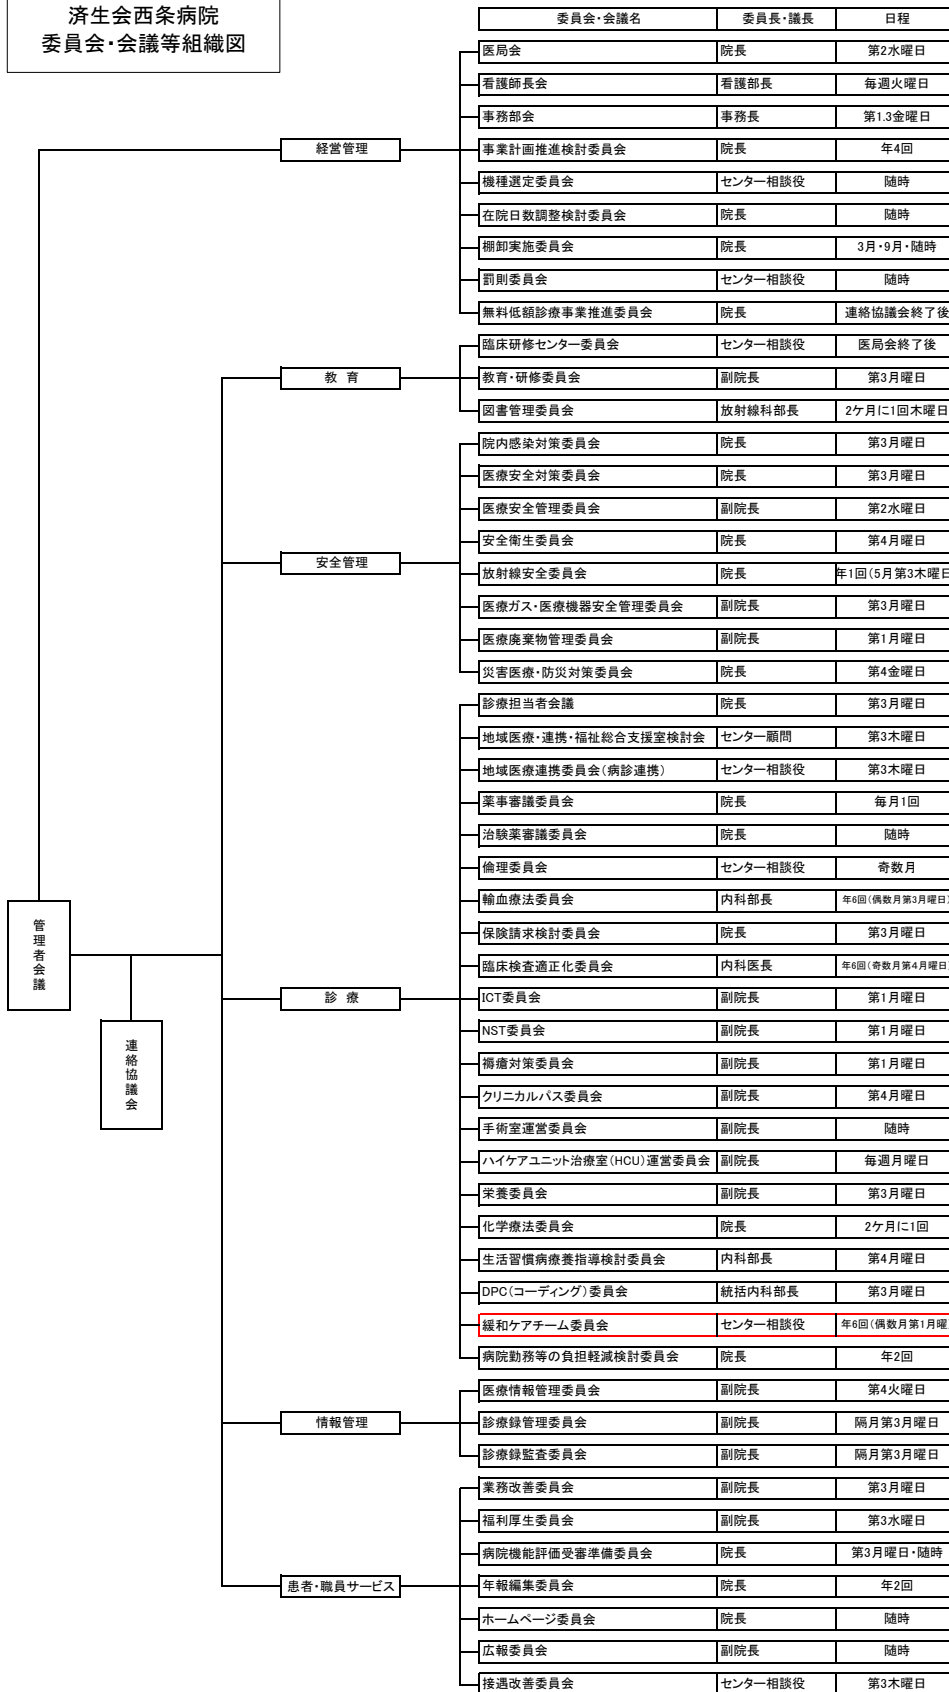 済生会西条病院
委員会・会議等組織図
委員会・会議名 委員長・議長 日程
医局会 院長 第2水曜日
看護師長会 看護部長 毎週火曜日
事務部会 事務長 第1.3金曜日
経営管理
事業計画推進検討委員会 院長 年4回
機種選定委員会 センター相談役 随時
在院日数調整検討委員会 院長 随時
棚卸実施委員会 院長 3月・9月・随時
罰則委員会 センター相談役 随時
無料低額診療事業推進委員会 院長 連絡協議会終了後
臨床研修センター委員会 センター相談役 医局会終了後
教 育
教育・研修委員会 副院長 第3月曜日
図書管理委員会 放射線科部長 2ケ月に1回木曜日
院内感染対策委員会 院長 第3月曜日
医療安全対策委員会 院長 第3月曜日
医療安全管理委員会 副院長 第2水曜日
安全衛生委員会 院長 第4月曜日
安全管理
放射線安全委員会 院長 年1回(5月第3木曜日
医療ガス・医療機器安全管理委員会 副院長 第3月曜日
医療廃棄物管理委員会 副院長 第1月曜日
災害医療・防災対策委員会 院長 第4金曜日
診療担当者会議 院長 第3月曜日
地域医療・連携・福祉総合支援室検討会 センター顧問 第3木曜日
地域医療連携委員会(病診連携) センター相談役 第3木曜日
薬事審議委員会 院長 毎月1回
治験薬審議委員会 院長 随時
倫理委員会 センター相談役 奇数月
輸血療法委員会 内科部長 年6回(偶数月第3月曜日)
管理者会議
保険請求検討委員会 院長 第3月曜日
臨床検査適正化委員会 内科医長 年6回(奇数月第4月曜日)
診 療
ICT委員会 副院長 第1月曜日
NST委員会 副院長 第1月曜日
連絡協議会
褥瘡対策委員会 副院長 第1月曜日
クリニカルパス委員会 副院長 第4月曜日
手術室運営委員会 副院長 随時
ハイケアユニット治療室(HCU)運営委員会 副院長 毎週月曜日
栄養委員会 副院長 第3月曜日
化学療法委員会 院長 2ケ月に1回
生活習慣病療養指導検討委員会 内科部長 第4月曜日
DPC(コーディング)委員会 統括内科部長 第3月曜日
緩和ケアチーム委員会 センター相談役 年6回(偶数月第1月曜
病院勤務等の負担軽減検討委員会 院長 年2回
医療情報管理委員会 副院長 第4火曜日
情報管理
診療録管理委員会 副院長 隔月第3月曜日
診療録監査委員会 副院長 隔月第3月曜日
業務改善委員会 副院長 第3月曜日
福利厚生委員会 副院長 第3水曜日
病院機能評価受審準備委員会 院長 第3月曜日・随時
患者・職員サービス
年報編集委員会 院長 年2回
ホームページ委員会 院長 随時
広報委員会 副院長 随時
接遇改善委員会 センター相談役 第3木曜日